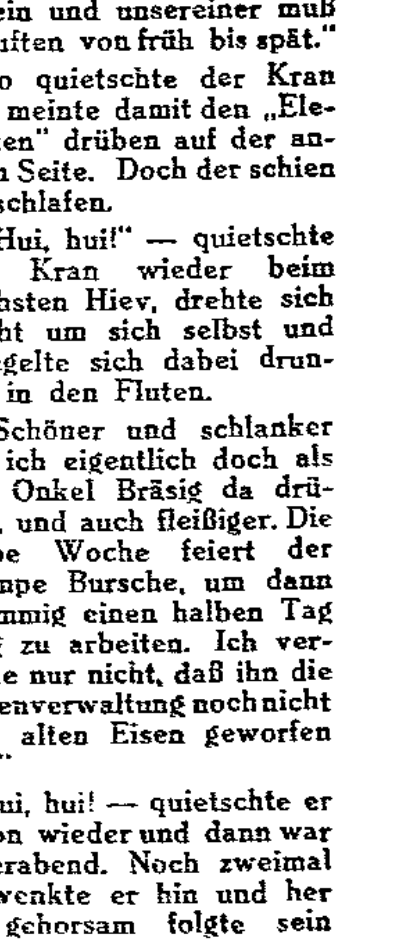 ein und unsereiner muß
uften von früh bis spät."
o quietschte der Kran
meinte damit den „Ele-
en" drüben auf der an-
n Seite. Doch der schien
schlafen.
Hui, hui!" — quietschte
Kran wieder beim
hsten Hiev, drehte sich
ht um sich selbst und
gelte sich dabei drun-
in den Fluten.
Schöner und schlanker
ich eigentlich doch als
Onkel Bräsig da drü-
, und auch fleißiger. Die
be Woche feiert der
mpe Bursche, um dann
mmig einen halben Tag
g zu arbeiten. Ich ver-
e nur nicht, daß ihn die
enverwaltung noch nicht
alten Eisen geworfen
"
ui, hui! — quietschte er
on wieder und dann war
erabend. Noch zweimal
wenkte er hin und her
gehorsam folgte sein